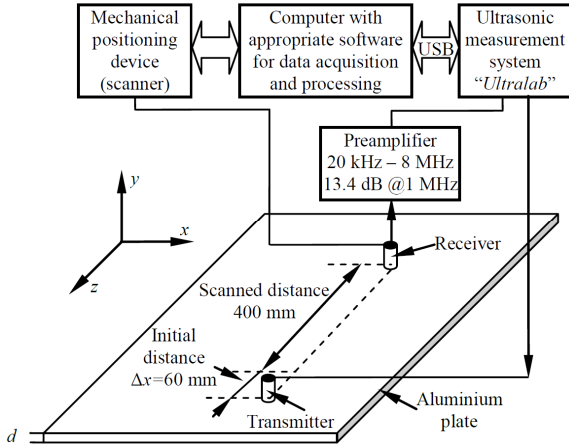 Mechanical
positioning
device
(scanner)
Computer with
appropriate software
for data acquisition
and processing
USB
Ultrasonic
measurement
system
“Ultralab”
Preamplifier
20 kHz – 8 MHz
13.4 dB @1 MHz
y
x
z
Receiver
Scanned distance
400 mm
Initial
distance
Δx=60 mm
Transmitter
Aluminium
plate
d